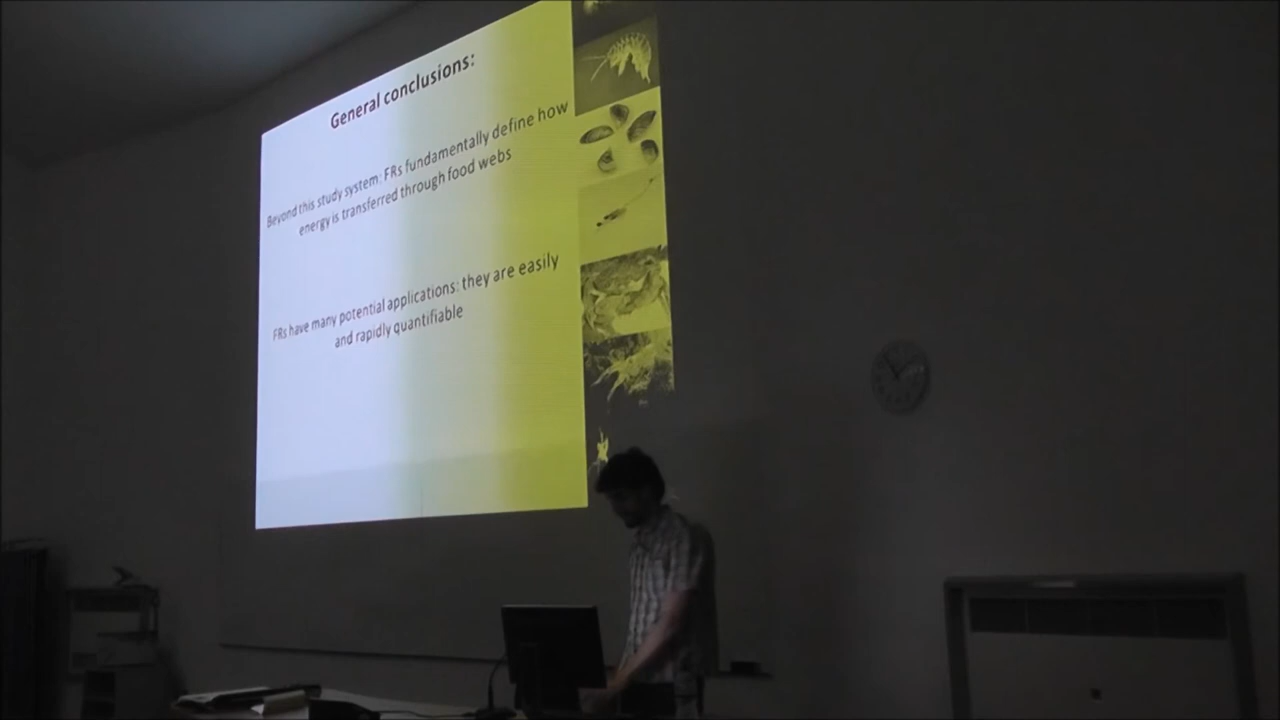 General conclusions:
Beyond this study system: FRs fundamentally define how
energy is transferred through food webs
FRs have many potential applications: they are easily
and rapidly quantifiable